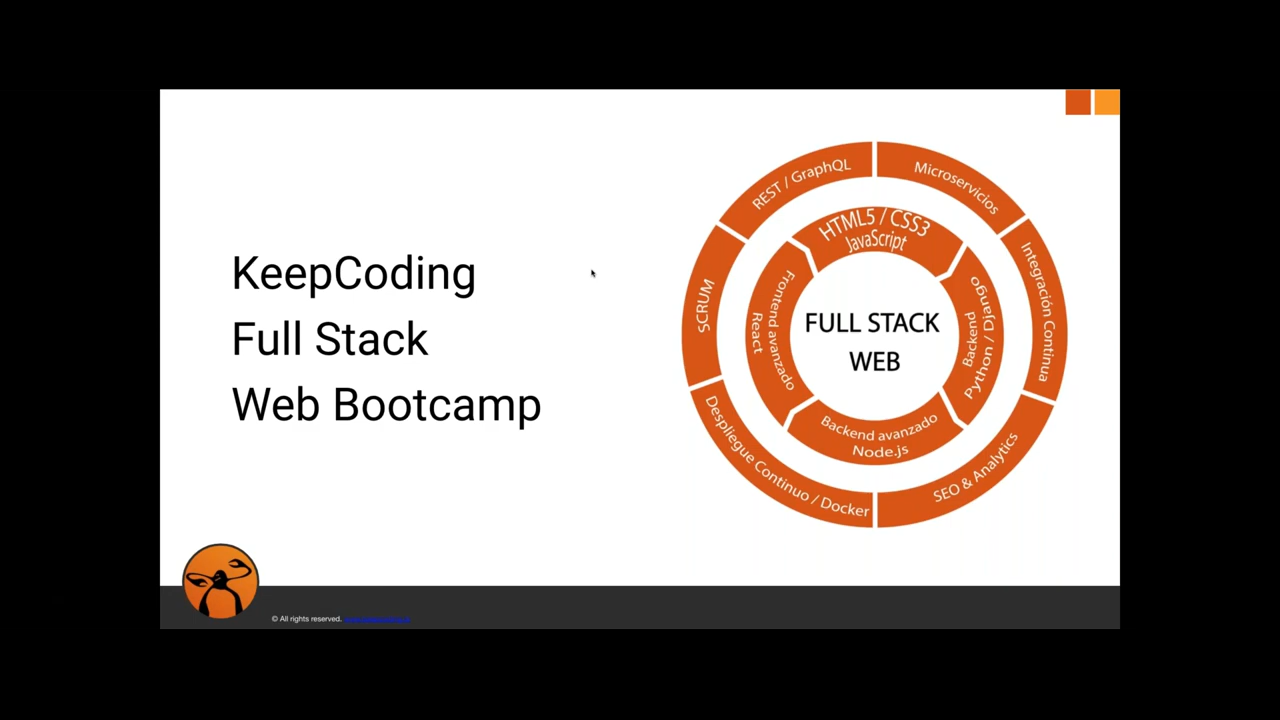 KeepCoding
Full Stack
Web Bootcamp
REST / GraphQL
Microservicios
SCRUM
Integración Continua
Despliegue Continuo / Docker
SEO & Analytics
HTML5 / CSS3
JavaScript
Frontend avanzado
React
Backend
Python / Django
Backend avanzado
Node.js
FULL STACK
WEB
© All rights reserved.